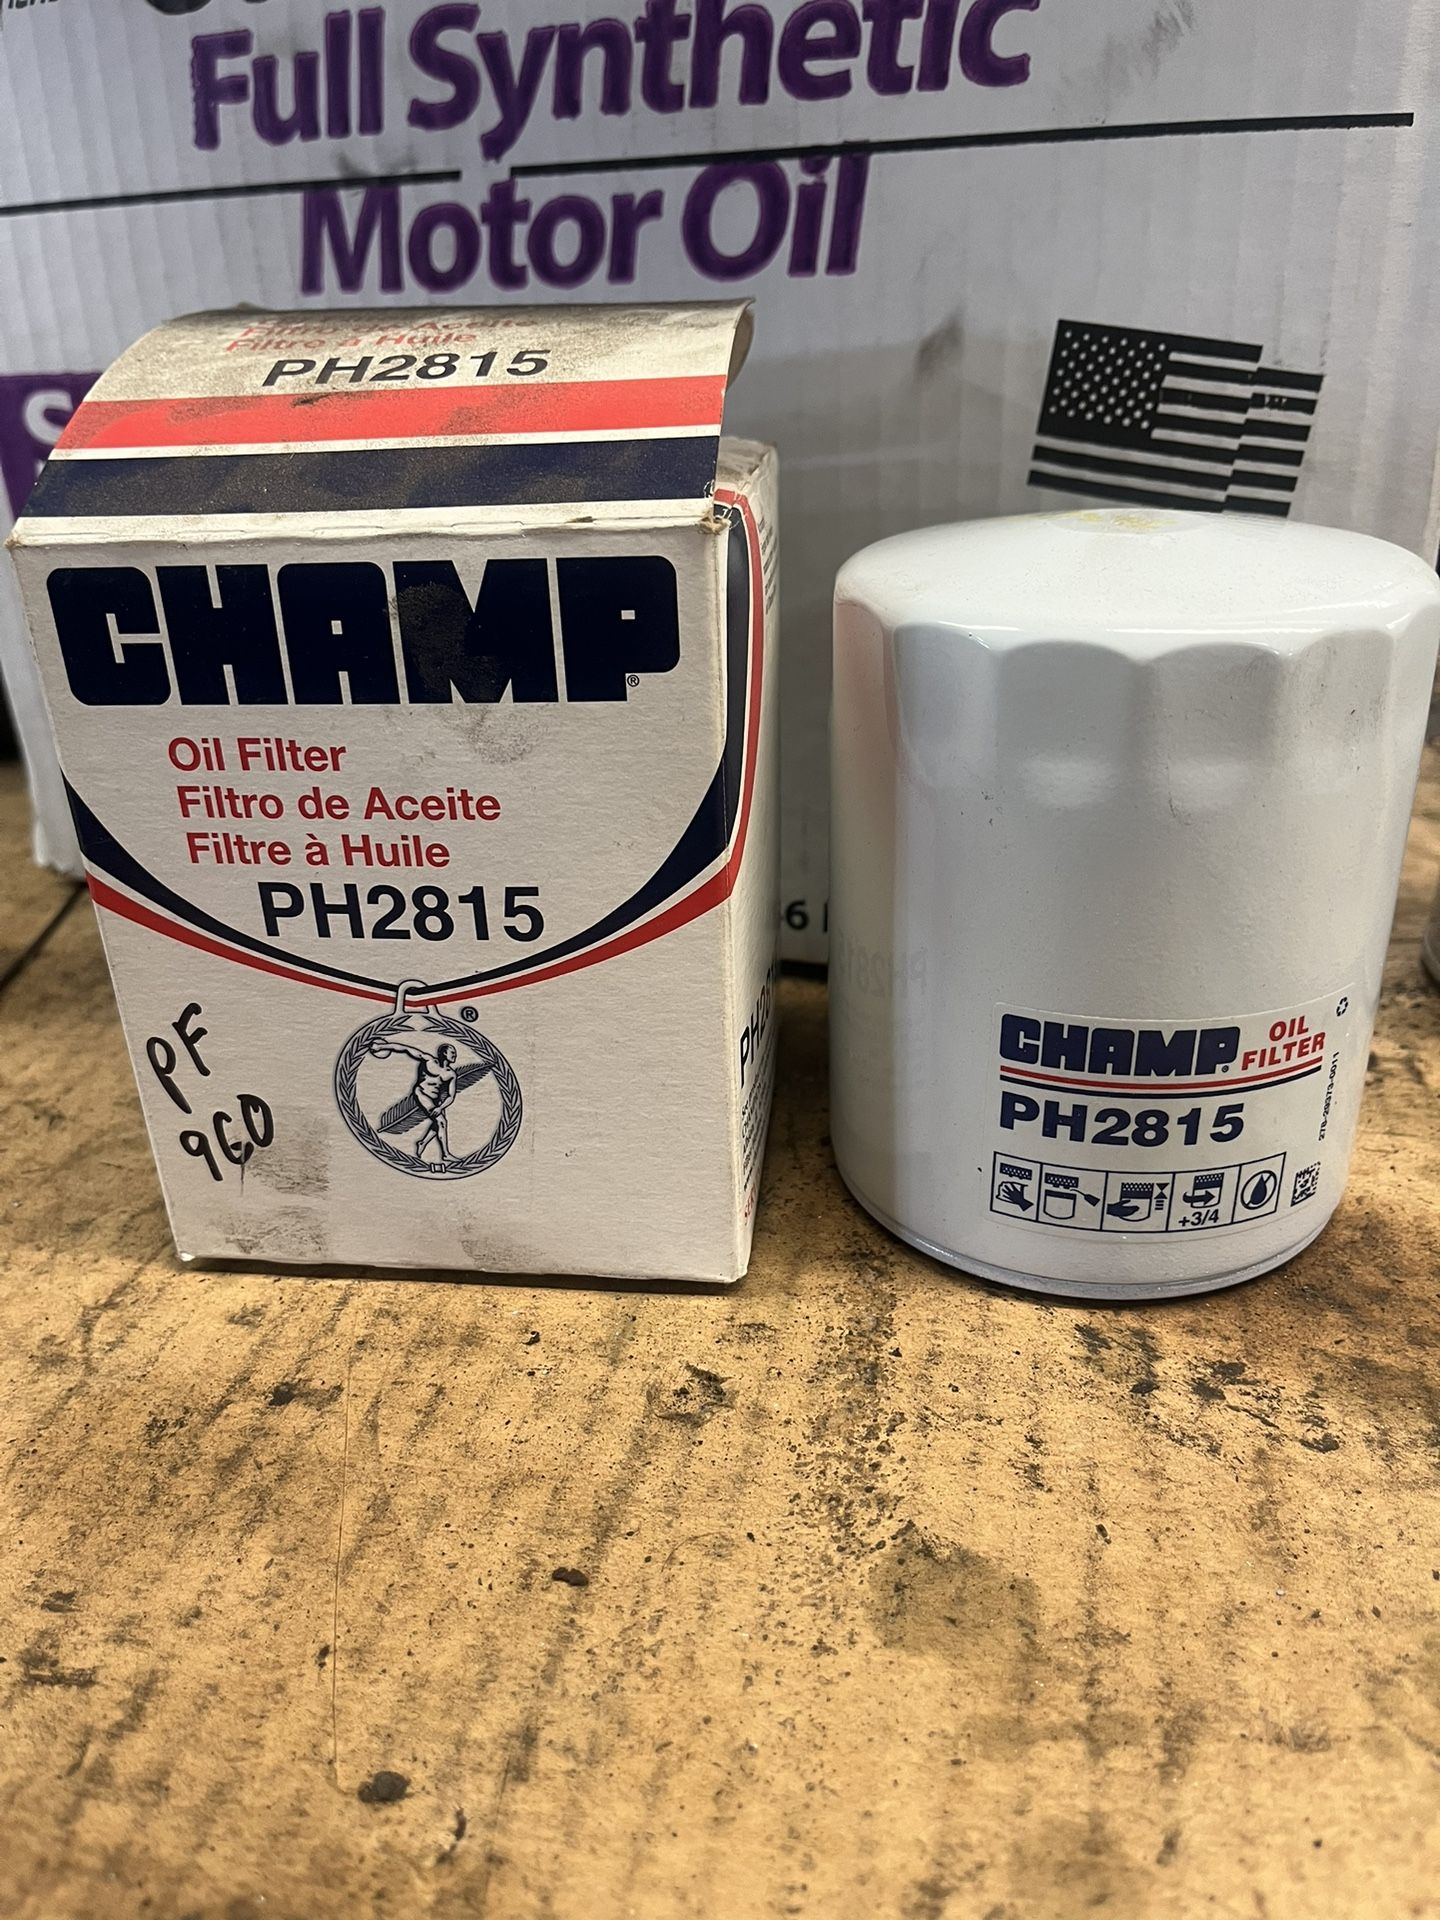 Full Synthetic
Motor Oil
Filtro de Aceite
Filtre à Huile
PH2815
CHAMP®
Oil Filter
Filtro de Aceite
Filtre à Huile
PH2815
®
PF
960
CHAMP® OIL FILTER
PH2815
+3/4